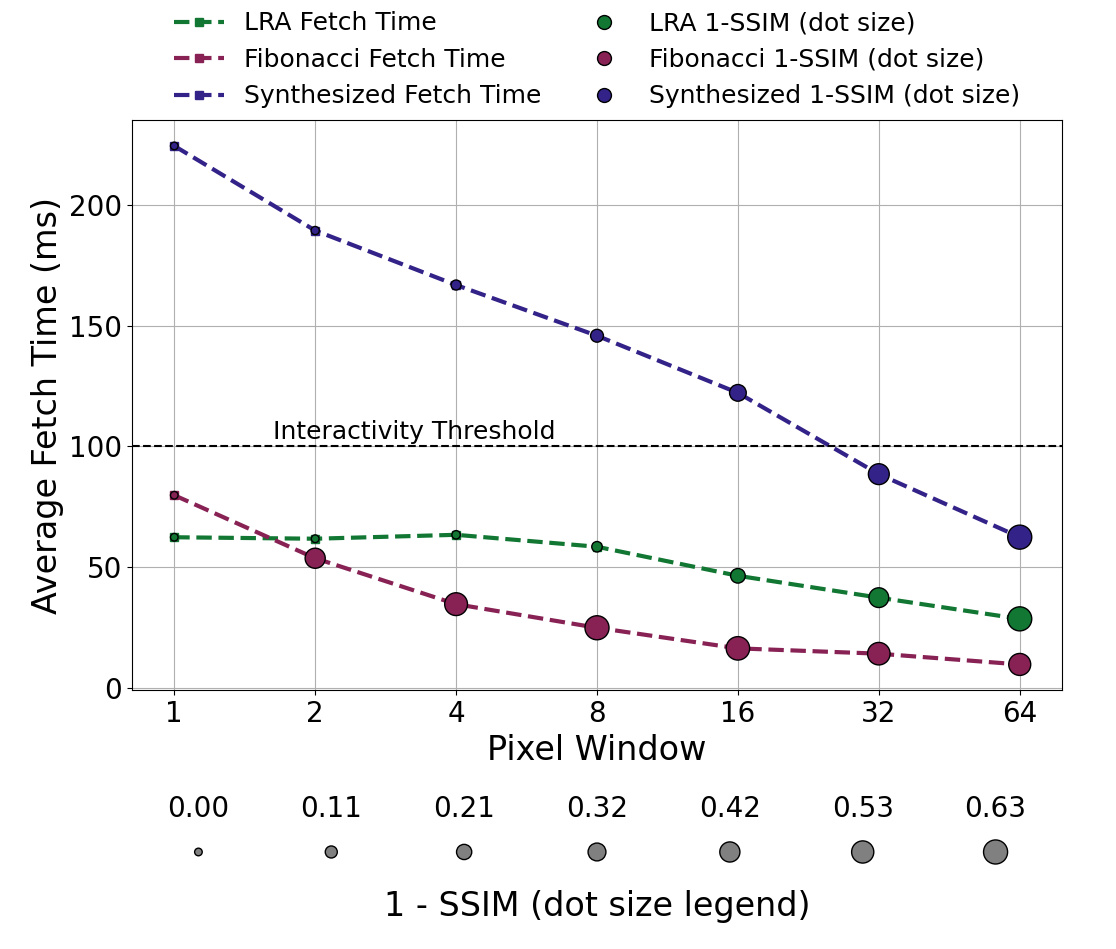 LRA Fetch Time
Fibonacci Fetch Time
Synthesized Fetch Time
LRA 1-SSIM (dot size)
Fibonacci 1-SSIM (dot size)
Synthesized 1-SSIM (dot size)
Average Fetch Time (ms)
200
150
100
50
0
Interactivity Threshold
1 2 4 8 16 32 64
Pixel Window
0.00 0.11 0.21 0.32 0.42 0.53 0.63
1 - SSIM (dot size legend)